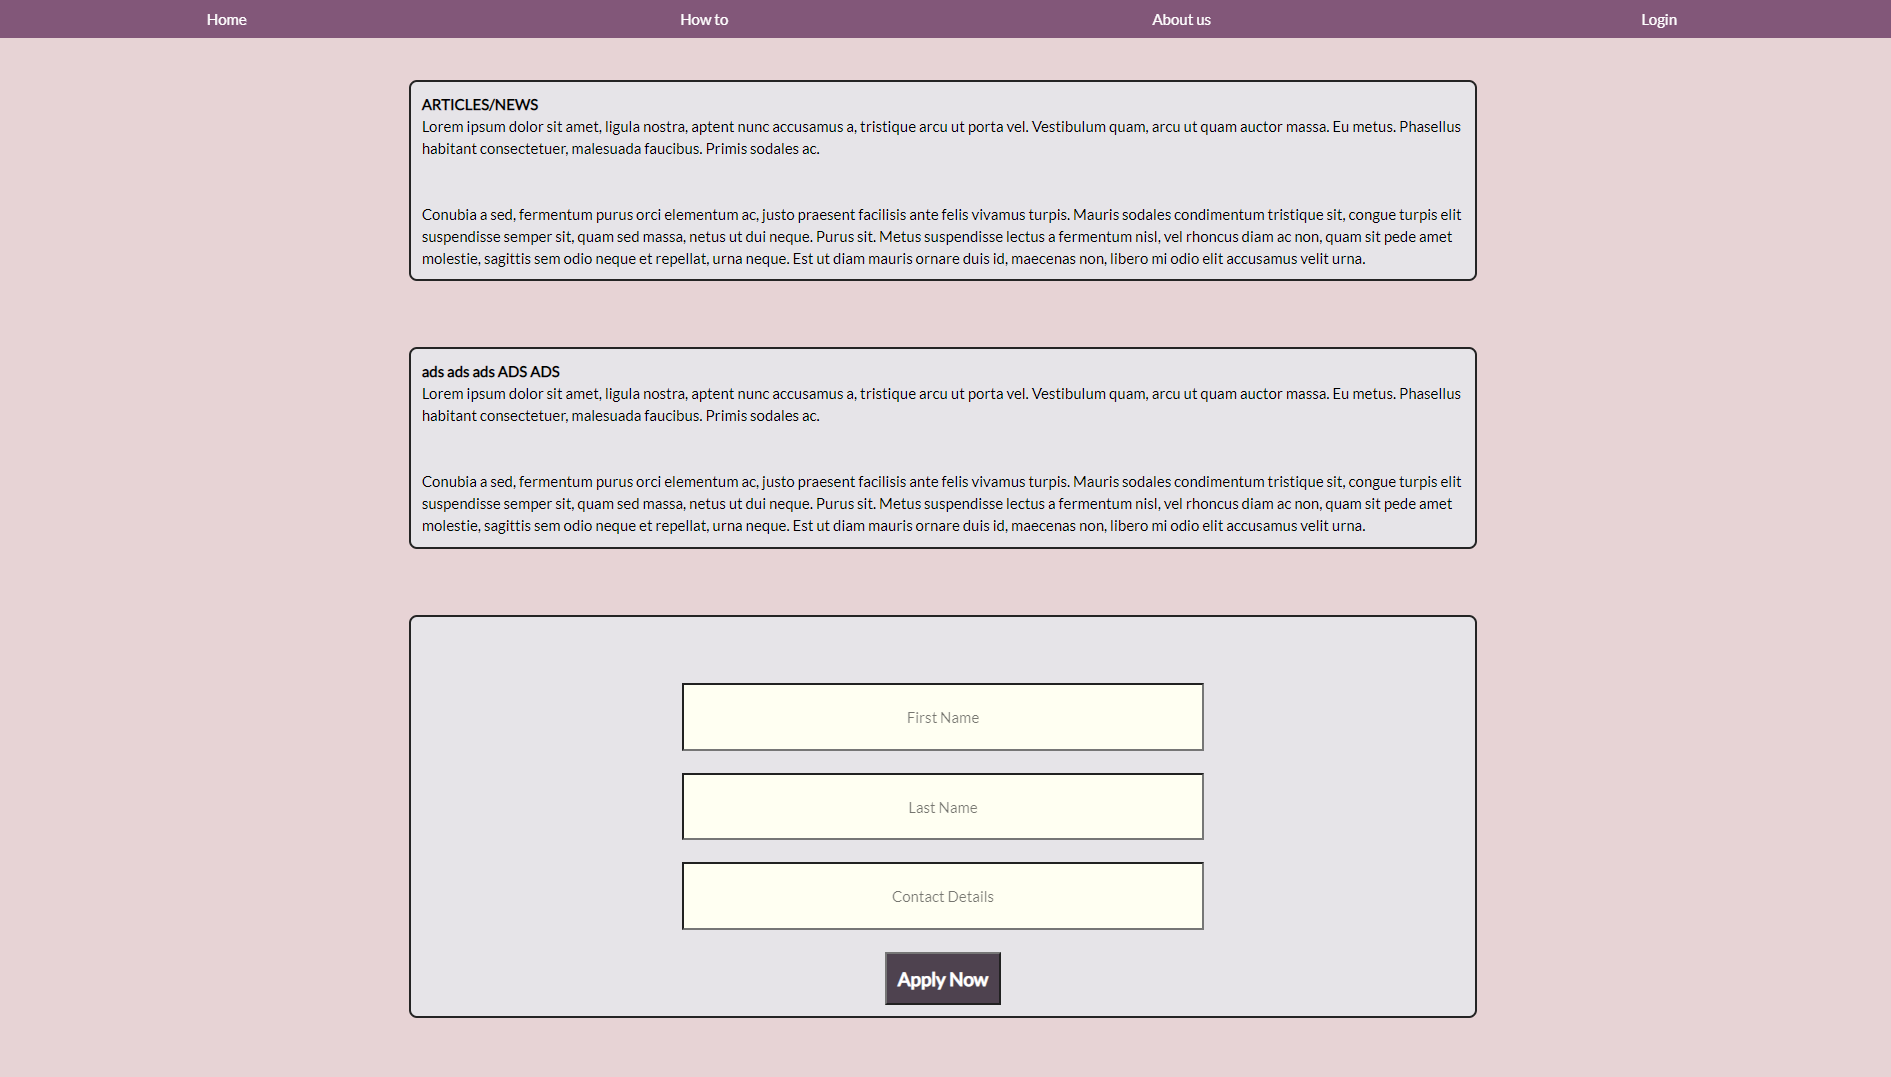 Home How to About us Login
ARTICLES/NEWS
Lorem ipsum dolor sit amet, ligula nostra, aptent nunc accusamus a, tristique arcu ut porta vel. Vestibulum quam, arcu ut quam auctor massa. Eu metus. Phasellus
habitant consectetuer, malesuada faucibus. Primis sodales ac.
Conubia a sed, fermentum purus orci elementum ac, justo praesent facilisis ante felis vivamus turpis. Mauris sodales condimentum tristique sit, congue turpis elit
suspendisse semper sit, quam sed massa, netus ut dui neque. Purus sit. Metus suspendisse lectus a fermentum nisl, vel rhoncus diam ac non, quam sit pede amet
molestie, sagittis sem odio neque et repellat, urna neque. Est ut diam mauris ornare duis id, maecenas non, libero mi odio elit accusamus velit urna.
ads ads ads ADS ADS
Lorem ipsum dolor sit amet, ligula nostra, aptent nunc accusamus a, tristique arcu ut porta vel. Vestibulum quam, arcu ut quam auctor massa. Eu metus. Phasellus
habitant consectetuer, malesuada faucibus. Primis sodales ac.
Conubia a sed, fermentum purus orci elementum ac, justo praesent facilisis ante felis vivamus turpis. Mauris sodales condimentum tristique sit, congue turpis elit
suspendisse semper sit, quam sed massa, netus ut dui neque. Purus sit. Metus suspendisse lectus a fermentum nisl, vel rhoncus diam ac non, quam sit pede amet
molestie, sagittis sem odio neque et repellat, urna neque. Est ut diam mauris ornare duis id, maecenas non, libero mi odio elit accusamus velit urna.
First Name
Last Name
Contact Details
Apply Now